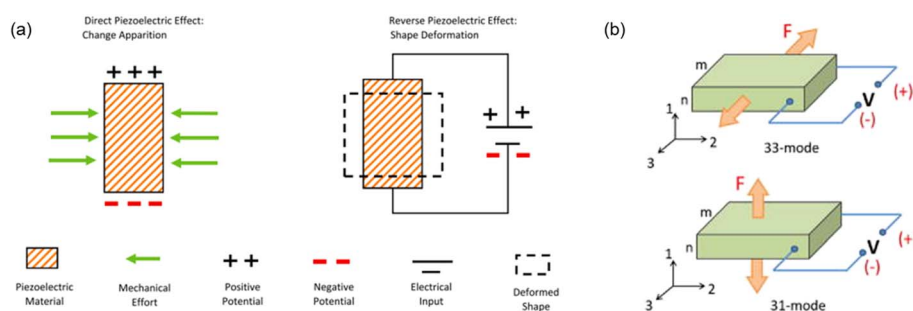 (a)
Direct Piezoelectric Effect:
Change Apparition
+ + +
Reverse Piezoelectric Effect:
Shape Deformation
+ +
Piezoelectric
Material
Mechanical
Effort
+ +
Positive
Potential
Negative
Potential
Electrical
Input
Deformed
Shape
(b)
F
m
n
(+)
V
(-)
1
2
3
33-mode
F
m
n
(+
V
(-)
1
2
3
31-mode